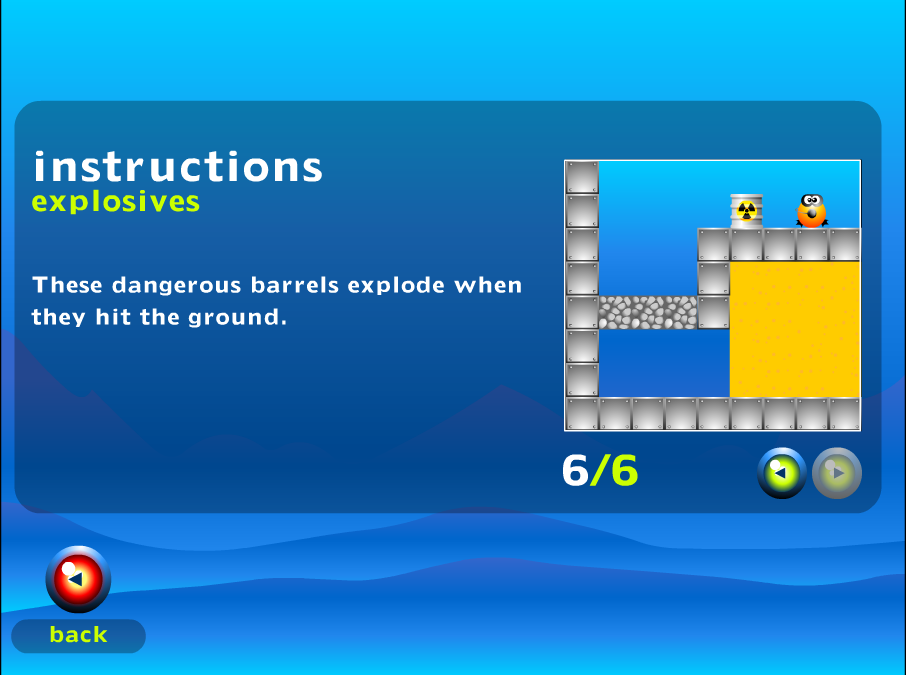 instructions
explosives
These dangerous barrels explode when
they hit the ground.
6/6
back